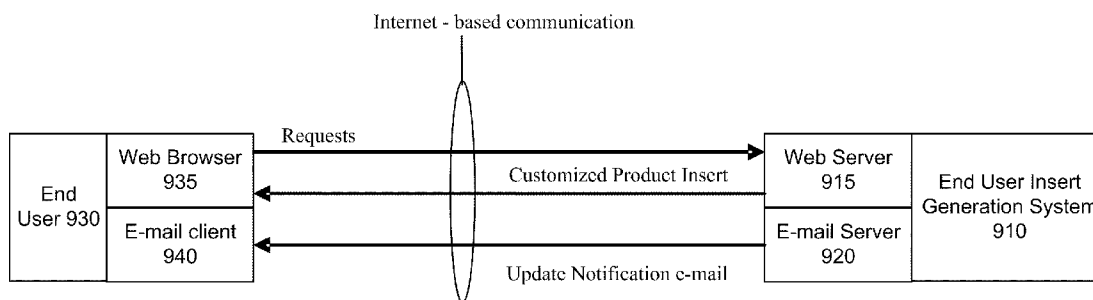 Internet - based communication
Requests
Web Browser
935
Web Server
915
Customized Product Insert
End
User 930
End User Insert
Generation System
910
E-mail client
940
E-mail Server
920
Update Notification e-mail